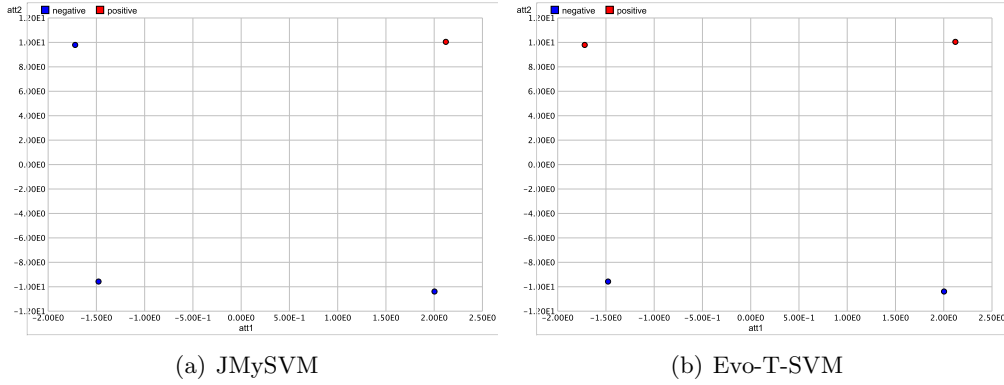 att2 negative positive
1.20E1
1.00E1
8.00E0
6.00E0
4.00E0
2.00E0
0.00E0
−2.00E0
−4.00E0
−6.00E0
−8.00E0
−1.00E1
−1.20E1
−2.00E0 −1.50E0 −1.00E0 −5.00E−1 0.00E0 5.00E−1 1.00E0 1.50E0 2.00E0 2.50E0
att1
(a) JMySVM
att2 negative positive
1.20E1
1.00E1
8.00E0
6.00E0
4.00E0
2.00E0
0.00E0
−2.00E0
−4.00E0
−6.00E0
−8.00E0
−1.00E1
−1.20E1
−2.00E0 −1.50E0 −1.00E0 −5.00E−1 0.00E0 5.00E−1 1.00E0 1.50E0 2.00E0 2.50E0
att1
(b) Evo-T-SVM